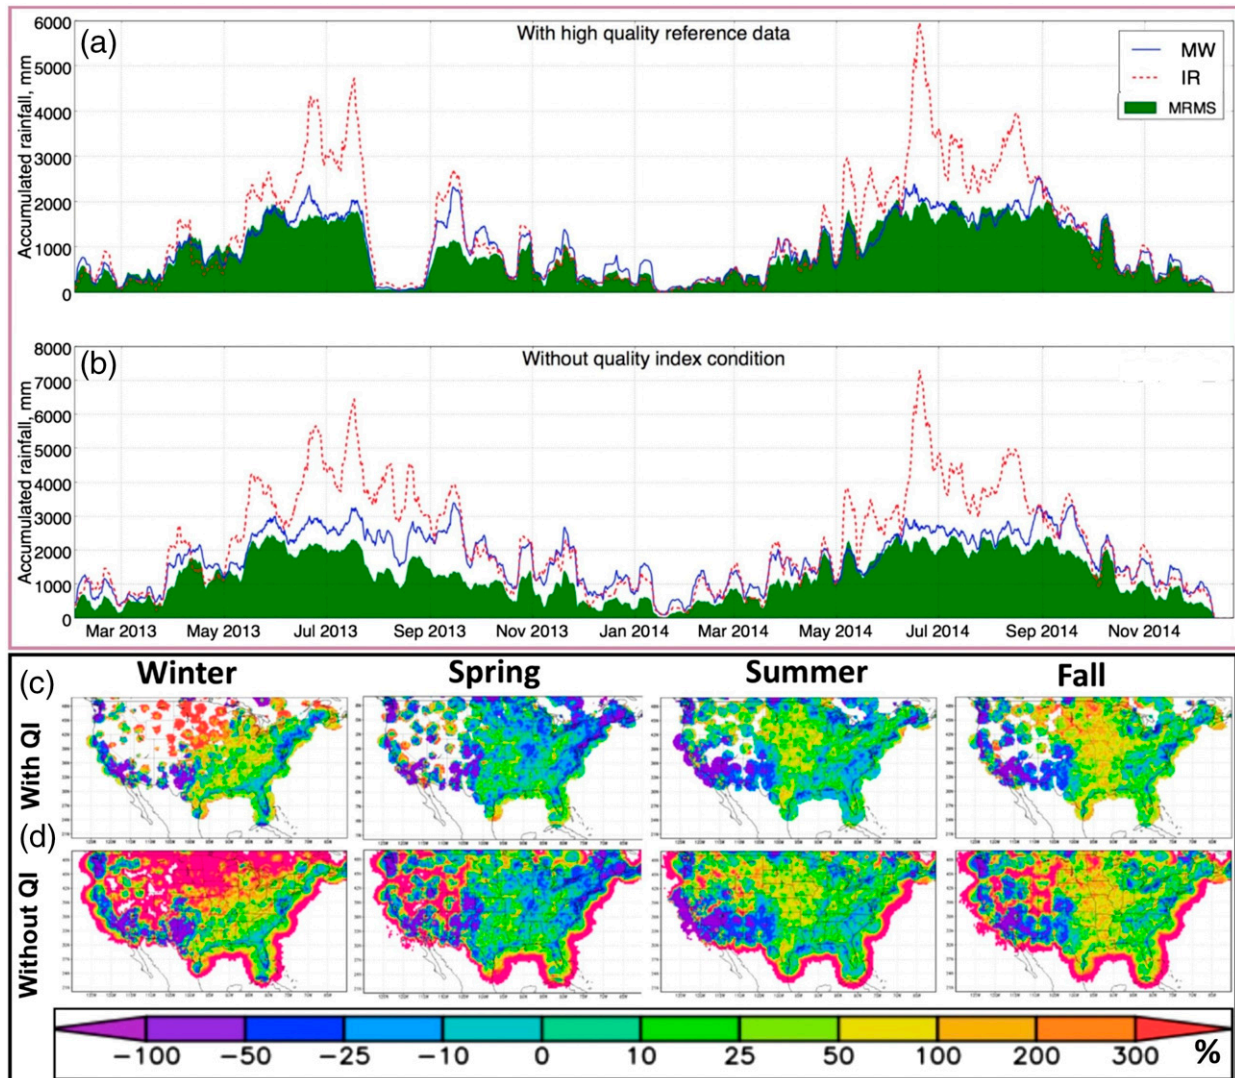 (a)
With high quality reference data
MW
IR
MRMS
Accumulated rainfall, mm
6000
5000
4000
3000
2000
1000
0
(b)
Without quality index condition
Accumulated rainfall, mm
8000
7000
6000
5000
4000
3000
2000
1000
0
Mar 2013 May 2013 Jul 2013 Sep 2013 Nov 2013 Jan 2014 Mar 2014 May 2014 Jul 2014 Sep 2014 Nov 2014
(c)
Winter Spring Summer Fall
With QI
(d)
Without QI
−100 −50 −25 −10 0 10 25 50 100 200 300 %